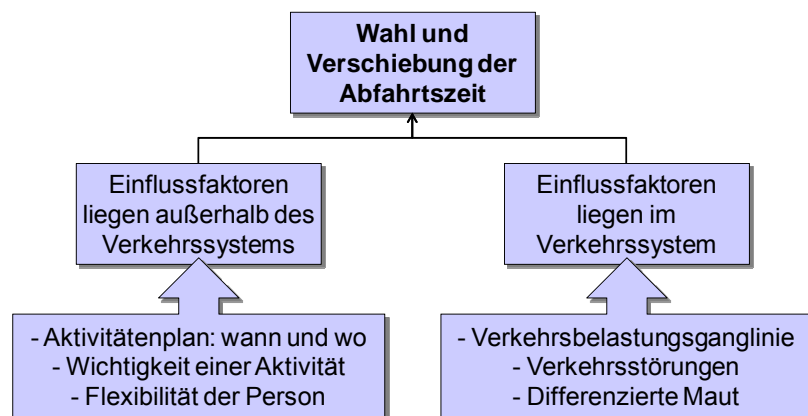 Wahl und
Verschiebung der
Abfahrtszeit
Einflussfaktoren
liegen außerhalb des
Verkehrssystems
Einflussfaktoren
liegen im
Verkehrssystem
- Aktivitätenplan: wann und wo
- Wichtigkeit einer Aktivität
- Flexibilität der Person
- Verkehrsbelastungsganglinie
- Verkehrsstörungen
- Differenzierte Maut